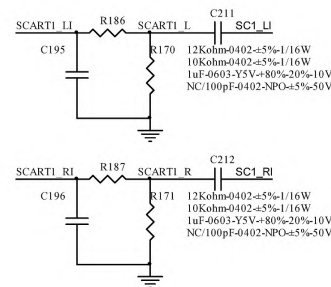 R186
C211
SCART1_LI
SCART1_L
SC1_LI
C195
R170
12Kohm-0402-±5%-1/16W
10Kohm-0402-±5%-1/16W
1uF-0603-Y5V-+80%-20%-10V
NC/100pF-0402-NPO-±5%-50V
R187
C212
SCART1_RI
SCART1_R
SC1_RI
C196
R171
12Kohm-0402-±5%-1/16W
10Kohm-0402-±5%-1/16W
1uF-0603-Y5V-+80%-20%-10V
NC/100pF-0402-NPO-±5%-50V